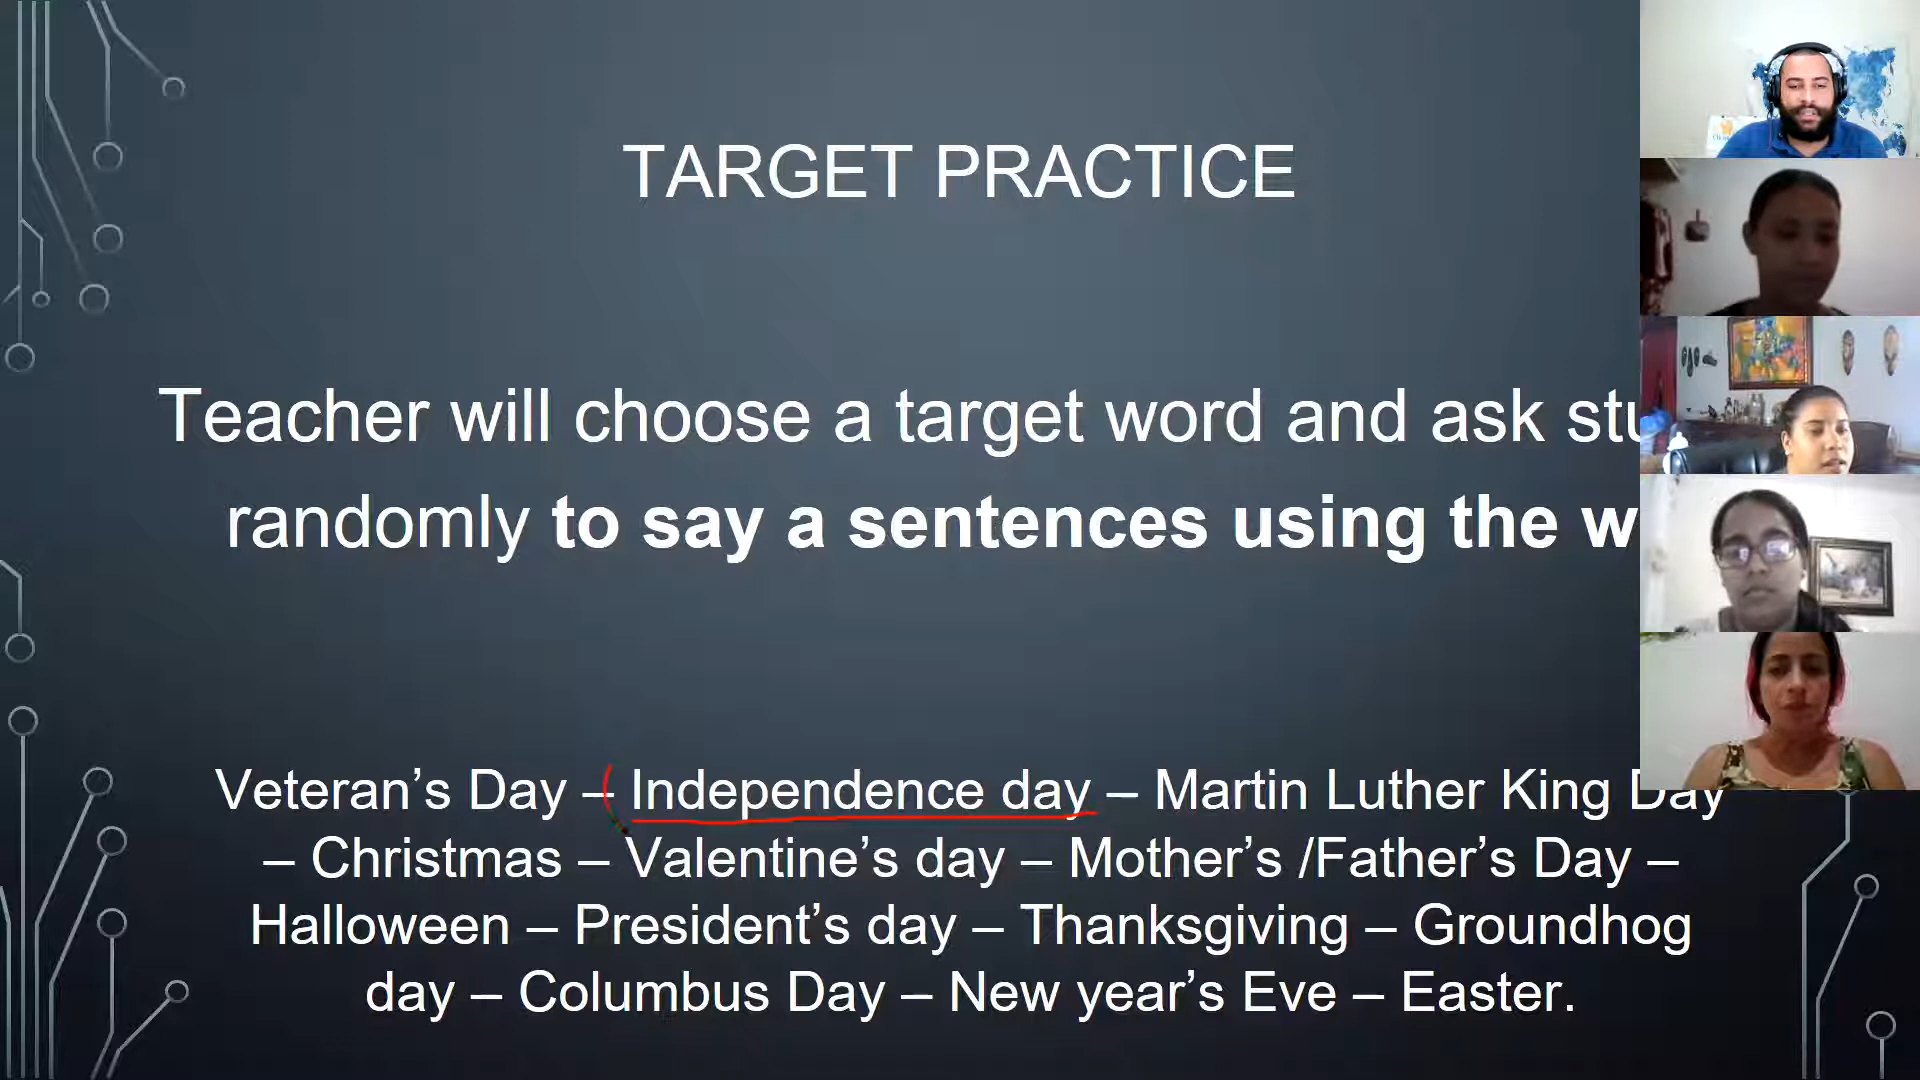 TARGET PRACTICE
Teacher will choose a target word and ask stu
randomly to say a sentences using the w
Veteran’s Day – Independence day – Martin Luther King Day
– Christmas – Valentine’s day – Mother’s /Father’s Day –
Halloween – President’s day – Thanksgiving – Groundhog
day – Columbus Day – New year’s Eve – Easter.